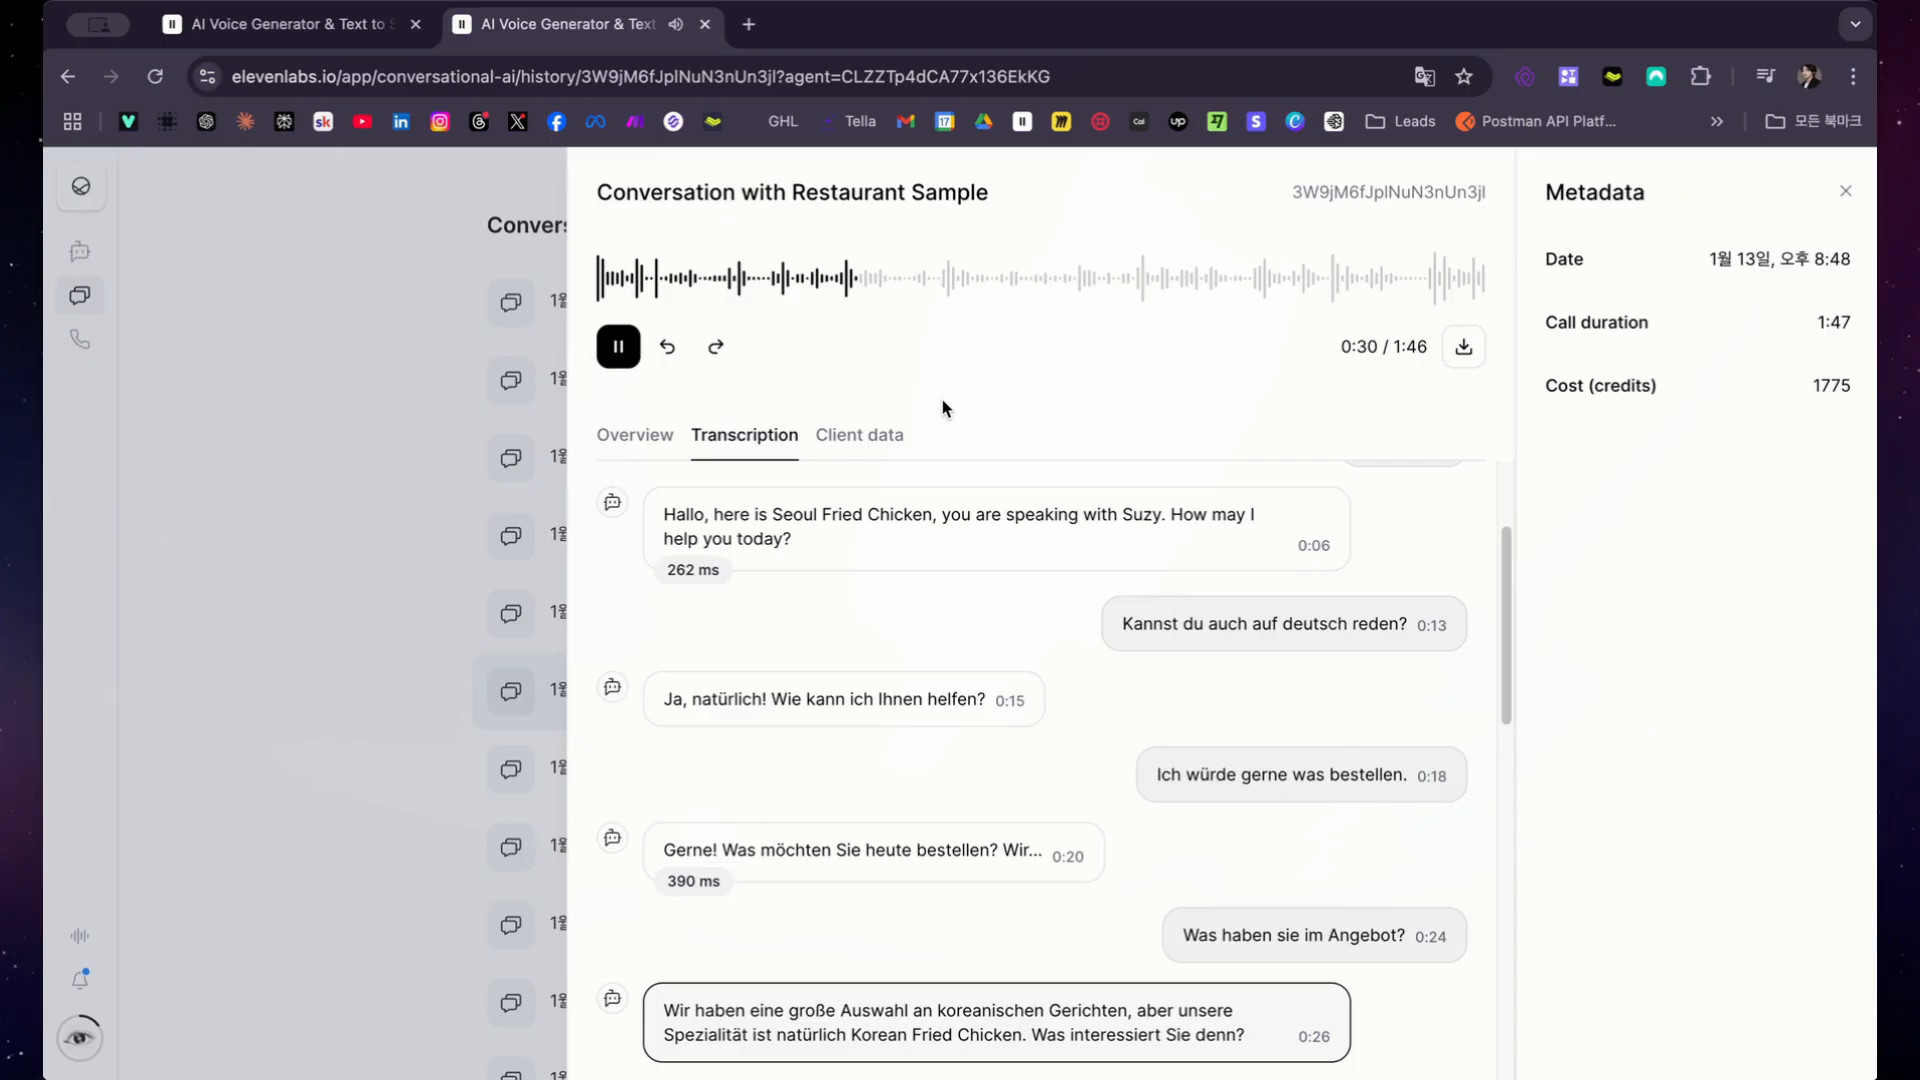 AI Voice Generator & Text to S
AI Voice Generator & Text
elevenlabs.io/app/conversational-ai/history/3W9jM6fJplNuN3nUn3jl?agent=CLZZTp4dCA77x136EkKG
GHL
Tella
Leads
Postman API Platf...
모든 북마크
Convers
Conversation with Restaurant Sample
3W9jM6fJplNuN3nUn3jl
0:30 / 1:46
Overview
Transcription
Client data
Hallo, here is Seoul Fried Chicken, you are speaking with Suzy. How may I
help you today?
0:06
262 ms
Kannst du auch auf deutsch reden? 0:13
Ja, natürlich! Wie kann ich Ihnen helfen? 0:15
Ich würde gerne was bestellen. 0:18
Gerne! Was möchten Sie heute bestellen? Wir... 0:20
390 ms
Was haben sie im Angebot? 0:24
Wir haben eine große Auswahl an koreanischen Gerichten, aber unsere
Spezialität ist natürlich Korean Fried Chicken. Was interessiert Sie denn?
0:26
Metadata
Date 1월 13일, 오후 8:48
Call duration 1:47
Cost (credits) 1775